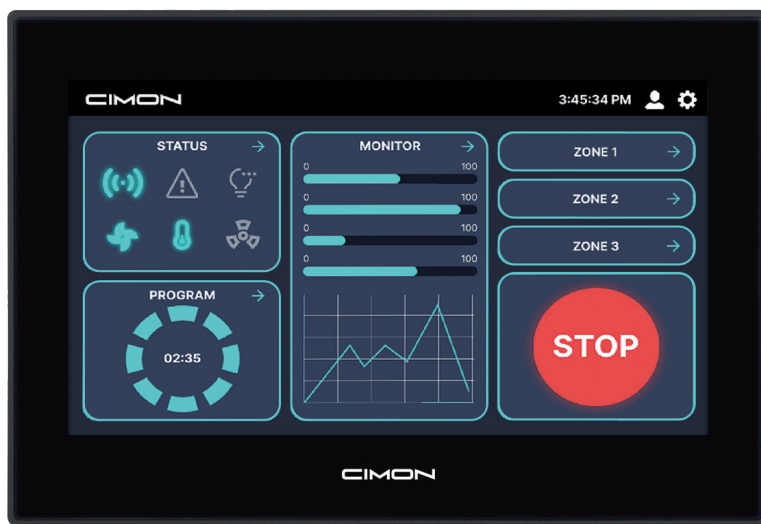 CIMON
3:45:34 PM
STATUS
MONITOR
0 100
0 100
0 100
0 100
ZONE 1
ZONE 2
ZONE 3
PROGRAM
02:35
STOP
CIMON